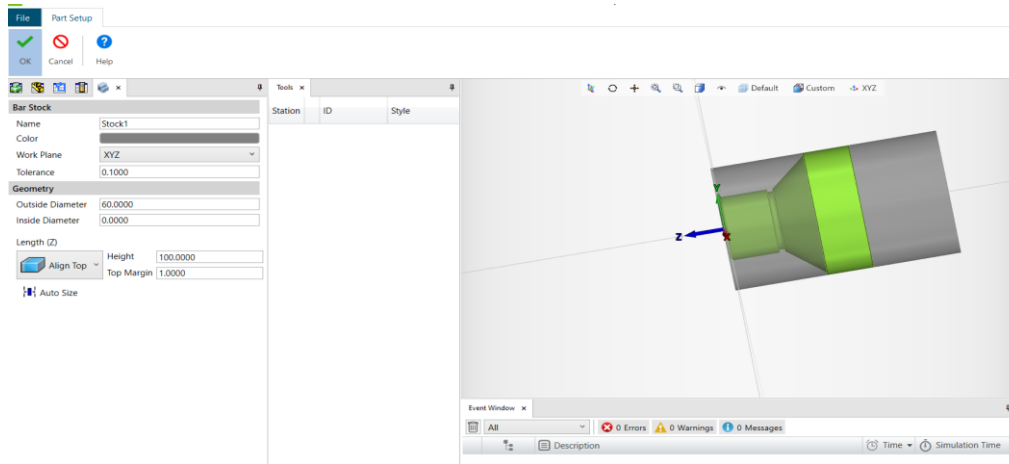 File Part Setup
OK Cancel Help
Bar Stock
Name Stock1
Color
Work Plane XYZ
Tolerance 0.1000
Geometry
Outside Diameter 60.0000
Inside Diameter 0.0000
Length (Z)
Align Top Height 100.0000
Top Margin 1.0000
Auto Size
Tools
Station ID Style
Default Custom XYZ
Y
Z X
Event Window
All 0 Errors 0 Warnings 0 Messages
Description Time Simulation Time